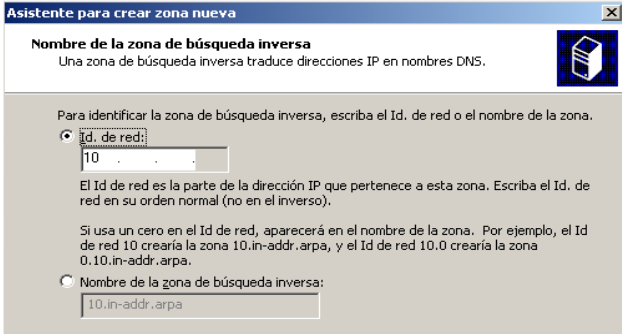 Asistente para crear zona nueva
Nombre de la zona de búsqueda inversa
Una zona de búsqueda inversa traduce direcciones IP en nombres DNS.
Para identificar la zona de búsqueda inversa, escriba el Id. de red o el nombre de la zona.
Id. de red:
10 . . .
El Id de red es la parte de la dirección IP que pertenece a esta zona. Escriba el Id. de
red en su orden normal (no en el inverso).
Si usa un cero en el Id de red, aparecerá en el nombre de la zona. Por ejemplo, el Id
de red 10 crearía la zona 10.in-addr.arpa, y el Id de red 10.0 crearía la zona
0.10.in-addr.arpa.
Nombre de la zona de búsqueda inversa:
10.in-addr.arpa